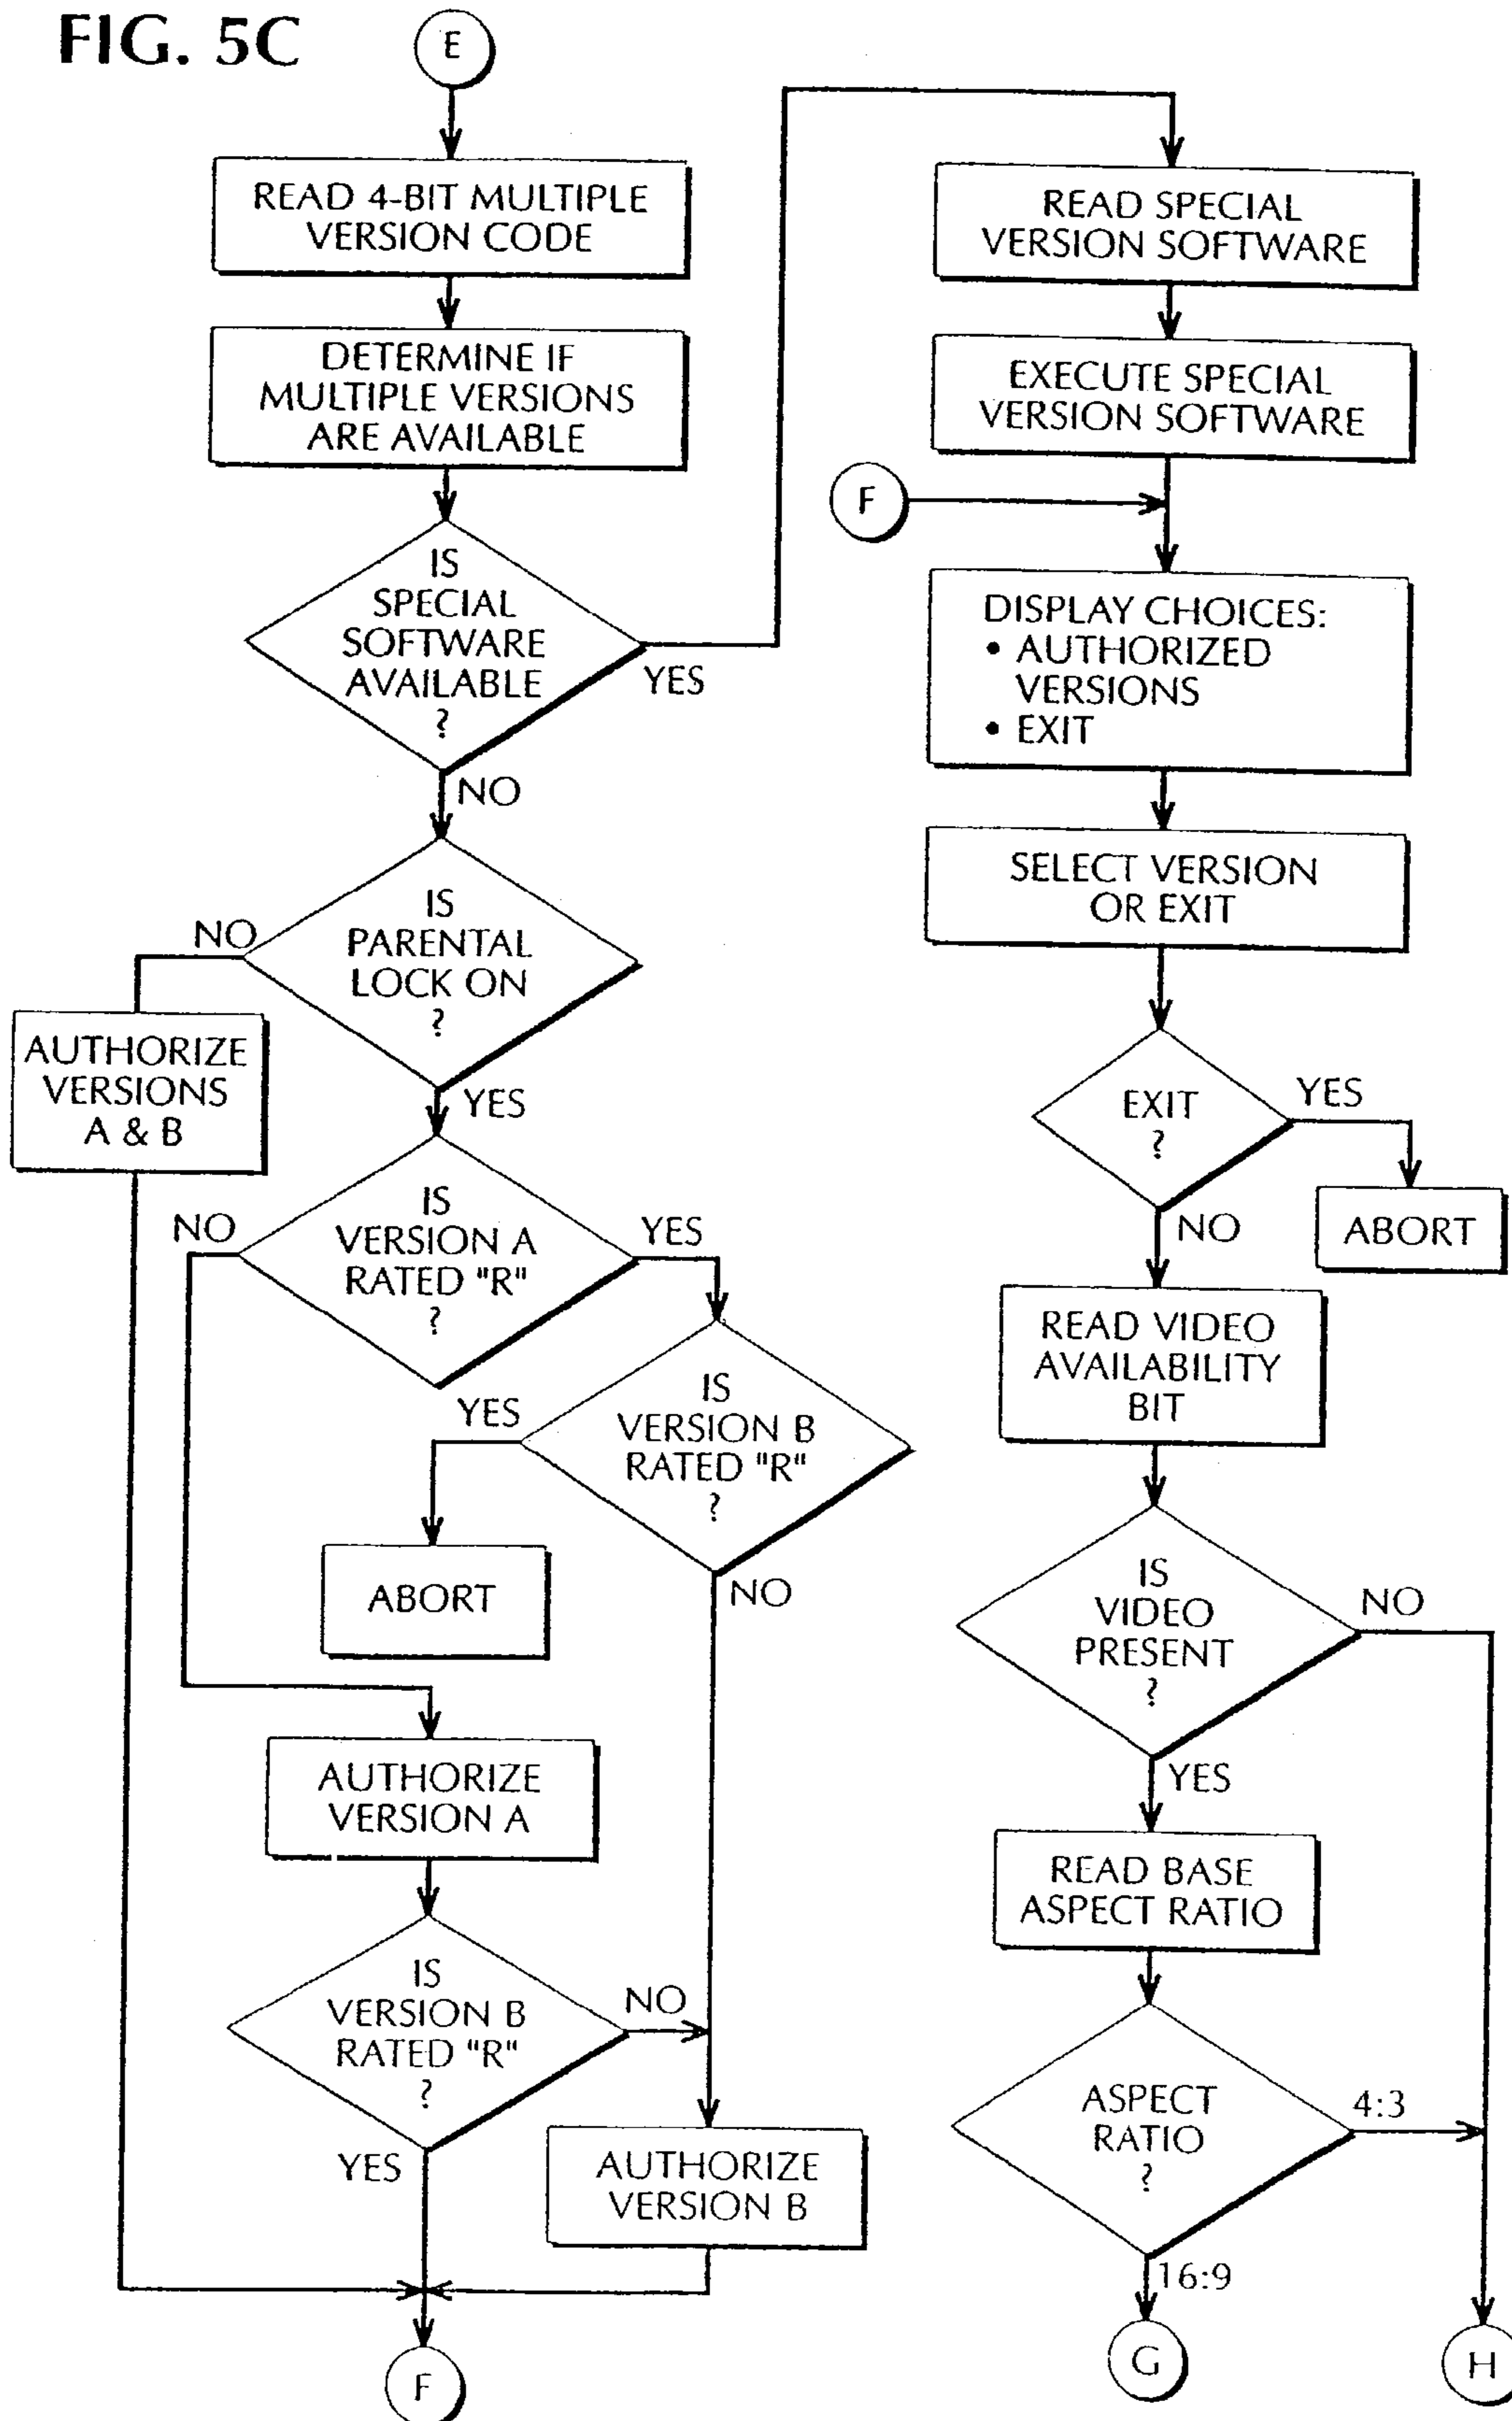 FIG. 5C
E
READ 4-BIT MULTIPLE
VERSION CODE
DETERMINE IF
MULTIPLE VERSIONS
ARE AVAILABLE
IS
SPECIAL
SOFTWARE
AVAILABLE
?
YES
NO
IS
PARENTAL
LOCK ON
?
NO
AUTHORIZE
VERSIONS
A & B
YES
IS
VERSION A
RATED "R"
?
NO
YES
IS
VERSION B
RATED "R"
?
YES
ABORT
NO
AUTHORIZE
VERSION A
IS
VERSION B
RATED "R"
?
NO
YES
AUTHORIZE
VERSION B
F
READ SPECIAL
VERSION SOFTWARE
EXECUTE SPECIAL
VERSION SOFTWARE
F
DISPLAY CHOICES:
• AUTHORIZED
VERSIONS
• EXIT
SELECT VERSION
OR EXIT
EXIT
?
YES
ABORT
NO
READ VIDEO
AVAILABILITY
BIT
IS
VIDEO
PRESENT
?
NO
YES
READ BASE
ASPECT RATIO
ASPECT
RATIO
?
4:3
16:9
G
H